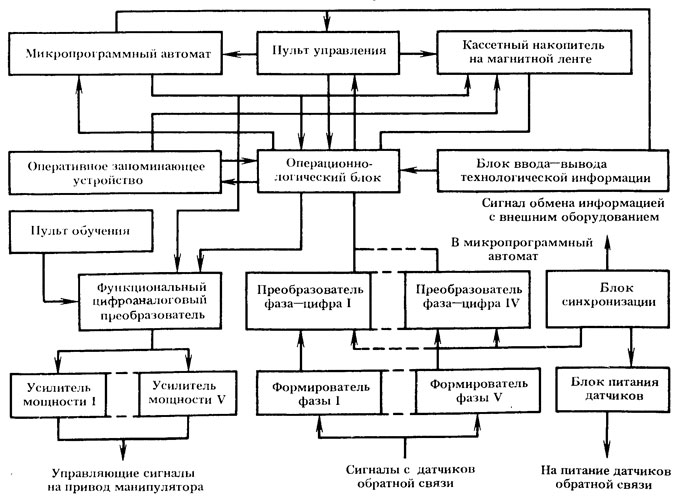 Микропрограммный автомат
Пульт управления
Кассетный накопитель
на магнитной ленте
Оперативное запоминающее
устройство
Операционно-
логический блок
Блок ввода—вывода
технологической информации
Сигнал обмена информацией
с внешним оборудованием
Пульт обучения
В микропрограммный
автомат
Функциональный
цифроаналоговый
преобразователь
Преобразователь
фаза—цифра I
Преобразователь
фаза—цифра IV
Блок
синхронизации
Усилитель
мощности I
Усилитель
мощности V
Формирователь
фазы I
Формирователь
фазы V
Блок питания
датчиков
Управляющие сигналы
на привод манипулятора
Сигналы с датчиков
обратной связи
На питание датчиков
обратной связи